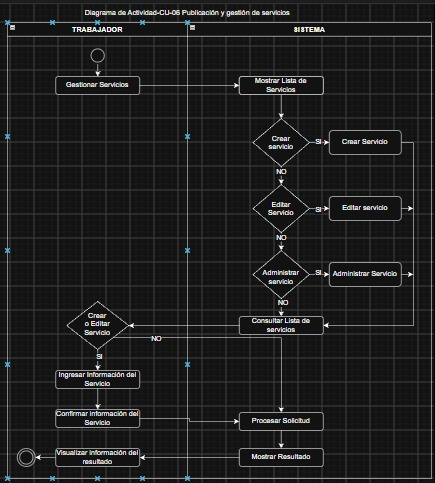 Diagrama de Actividad-CU-06 Publicación y gestión de servicios
TRABAJADOR
SISTEMA
Gestionar Servicios
Mostrar Lista de
Servicios
Crear
servicio
SI
Crear Servicio
NO
Editar
Servicio
SI
Editar servicio
NO
Administrar
servicio
SI
Administrar Servicio
NO
Crear
o Editar
Servicio
Consultar Lista de
servicios
NO
SI
Ingresar Información del
Servicio
Confirmar información del
Servicio
Procesar Solicitud
Visualizar información del
resultado
Mostrar Resultado